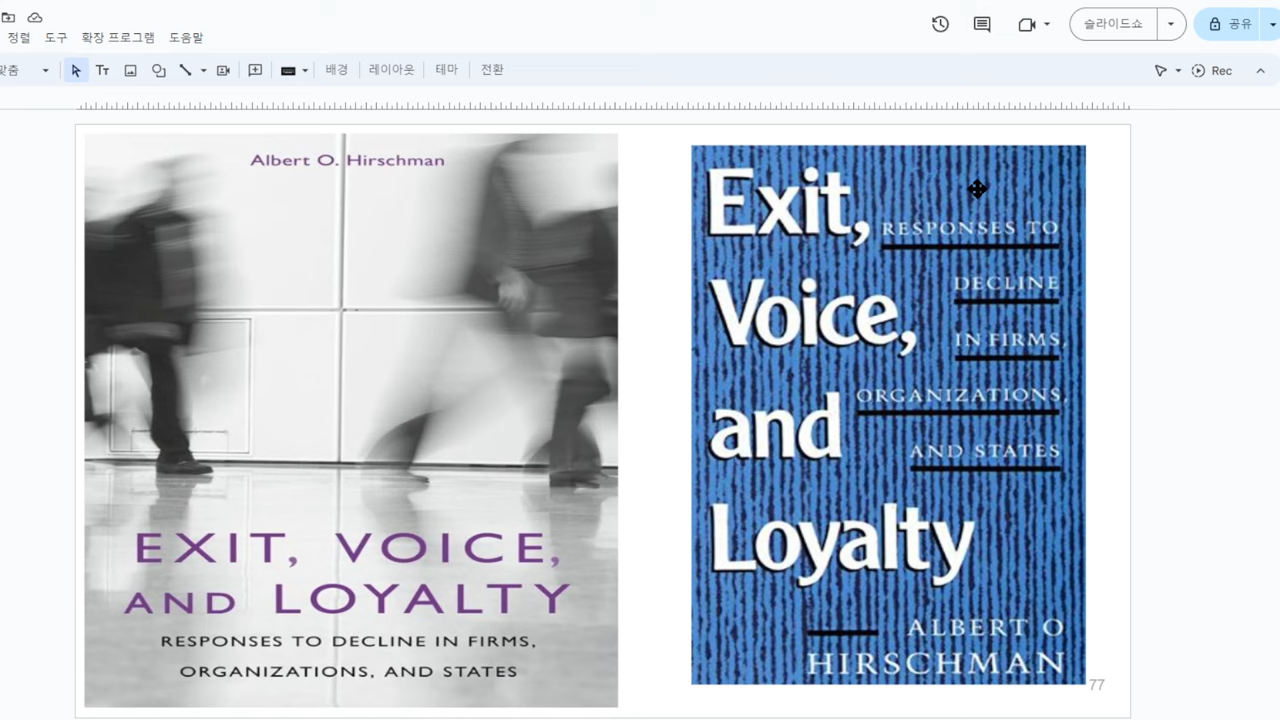 정렬 도구 확장 프로그램 도움말
슬라이드쇼
공유
맞춤
배경
레이아웃
테마
전환
Rec
Albert O. Hirschman
EXIT, VOICE,
AND LOYALTY
RESPONSES TO DECLINE IN FIRMS,
ORGANIZATIONS, AND STATES
Exit,
RESPONSES TO
DECLINE
Voice,
IN FIRMS,
ORGANIZATIONS,
and
AND STATES
Loyalty
ALBERT O
HIRSCHMAN
77